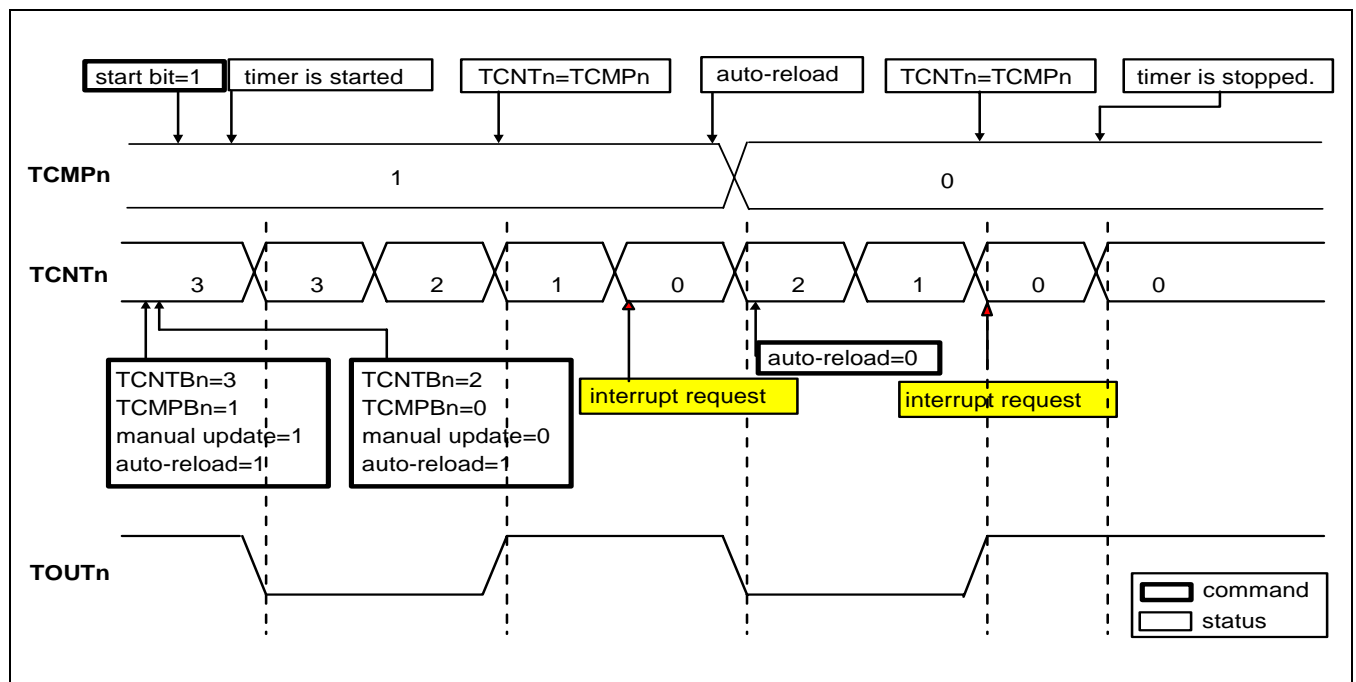 start bit=1
timer is started
TCNTn=TCMPn
auto-reload
TCNTn=TCMPn
timer is stopped.
TCMPn
1
0
TCNTn
3
3
2
1
0
2
1
0
0
TCNTBn=3
TCMPBn=1
manual update=1
auto-reload=1
TCNTBn=2
TCMPBn=0
manual update=0
auto-reload=1
interrupt request
auto-reload=0
interrupt request
TOUTn
command
status